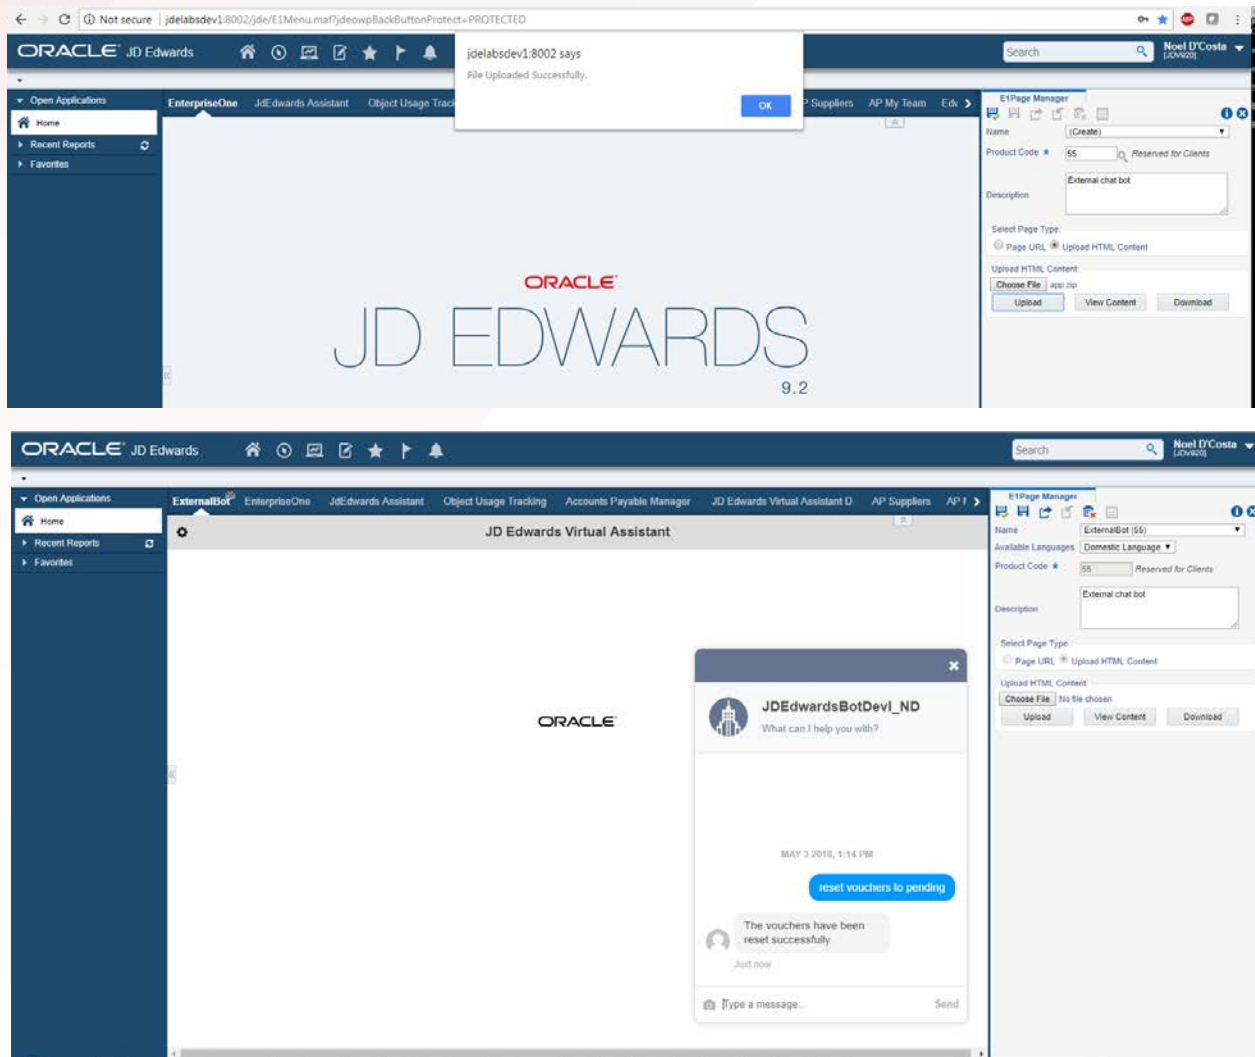 Not secure | jdelabsdev1:8002/jde/E1Menu.maf?jdeowpBackButtonProtect=PROTECTED
ORACLE JD Edwards
Search
Noel D'Costa
[JDV920]
jdelabsdev1:8002 says
File Uploaded Successfully.
OK
Open Applications
Home
Recent Reports
Favorites
EnterpriseOne JdEdwards Assistant Object Usage Track
Suppliers AP My Team Edv
ORACLE
JD EDWARDS
9.2
E1Page Manager
Name (Create)
Product Code 55 Reserved for Clients
Description External chat bot
Select Page Type:
Page URL Upload HTML Content
Upload HTML Content:
Choose File app.zip
Upload View Content Download
ORACLE JD Edwards
Search
Noel D'Costa
[JDV920]
Open Applications
Home
Recent Reports
Favorites
ExternalBot EnterpriseOne JdEdwards Assistant Object Usage Tracking Accounts Payable Manager JD Edwards Virtual Assistant D AP Suppliers AP
JD Edwards Virtual Assistant
ORACLE
JDEdwardsBotDevl_ND
What can I help you with?
MAY 3 2018, 1:14 PM
reset vouchers to pending
The vouchers have been
reset successfully
Just now
Type a message...
Send
E1Page Manager
Name ExternalBot (55)
Available Languages Domestic Language
Product Code 55 Reserved for Clients
Description External chat bot
Select Page Type
Page URL Upload HTML Content
Upload HTML Content
Choose File No file chosen
Upload View Content Download